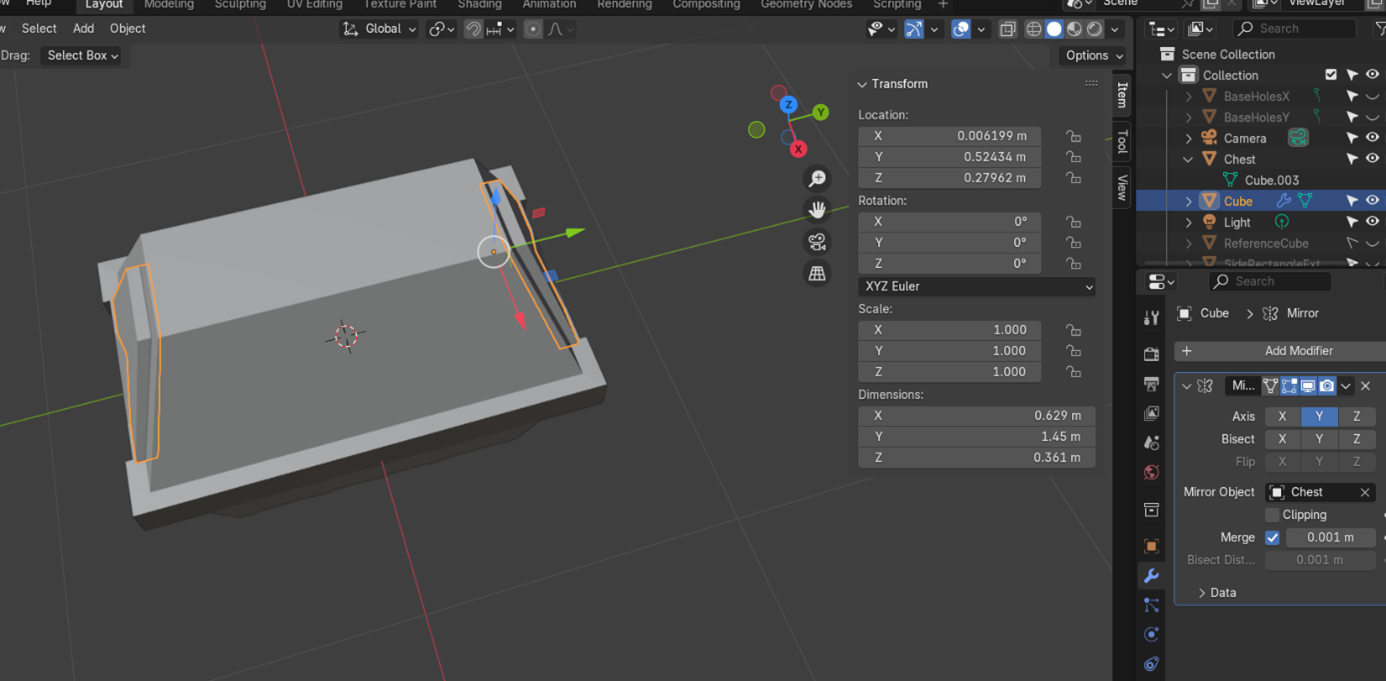 Help Layout Modeling Sculpting UV Editing Texture Paint Shading Animation Rendering Compositing Geometry Nodes Scripting + Scene ViewLayer
Select Add Object Global Search
Drag: Select Box Options Scene Collection
Collection
BaseHolesX
BaseHolesY
Camera
Chest
Cube.003
Cube
Light
ReferenceCube
SideRectangleExt
Z
Y
X
Item
Tool
View
Transform
Location:
X 0.006199 m
Y 0.52434 m
Z 0.27962 m
Rotation:
X 0°
Y 0°
Z 0°
XYZ Euler
Scale:
X 1.000
Y 1.000
Z 1.000
Dimensions:
X 0.629 m
Y 1.45 m
Z 0.361 m
Search
Cube > Mirror
+ Add Modifier
Mi...
Axis X Y Z
Bisect X Y Z
Flip X Y Z
Mirror Object Chest
Clipping
Merge 0.001 m
Bisect Dist... 0.001 m
Data